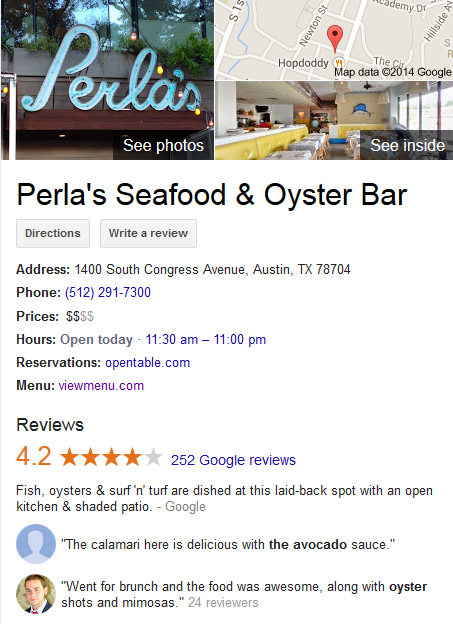 Perla's
See photos
S 1s
Newton St
Academy Dr
Hillside Av
Hopdoddy
The Cir
Map data ©2014 Google
See inside
Perla's Seafood & Oyster Bar
Directions
Write a review
Address: 1400 South Congress Avenue, Austin, TX 78704
Phone: (512) 291-7300
Prices: $$$$
Hours: Open today · 11:30 am – 11:00 pm
Reservations: opentable.com
Menu: viewmenu.com
Reviews
4.2 ★★★★★ 252 Google reviews
Fish, oysters & surf 'n' turf are dished at this laid-back spot with an open
kitchen & shaded patio. - Google
"The calamari here is delicious with the avocado sauce."
"Went for brunch and the food was awesome, along with oyster
shots and mimosas." 24 reviewers